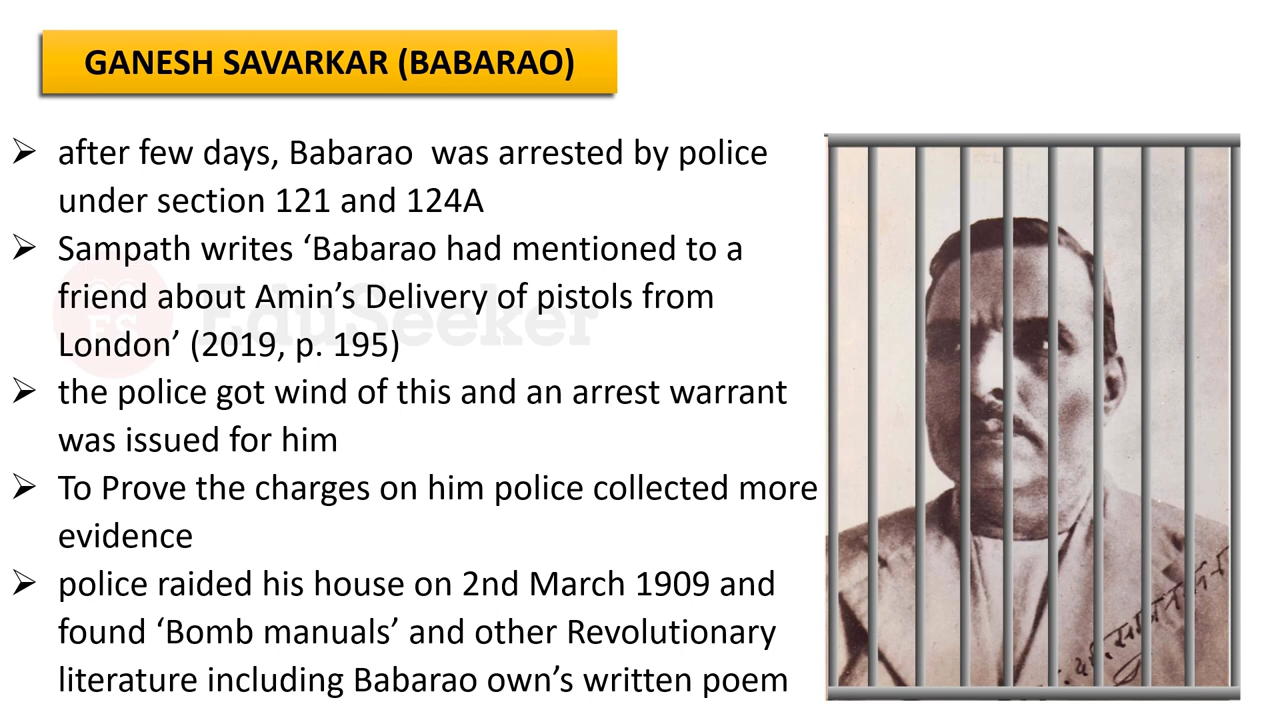 GANESH SAVARKAR (BABARAO)
➢ after few days, Babarao was arrested by police
under section 121 and 124A
➢ Sampath writes ‘Babarao had mentioned to a
friend about Amin’s Delivery of pistols from
London’ (2019, p. 195)
➢ the police got wind of this and an arrest warrant
was issued for him
➢ To Prove the charges on him police collected more
evidence
➢ police raided his house on 2nd March 1909 and
found ‘Bomb manuals’ and other Revolutionary
literature including Babarao own’s written poem
ES EduSeeker